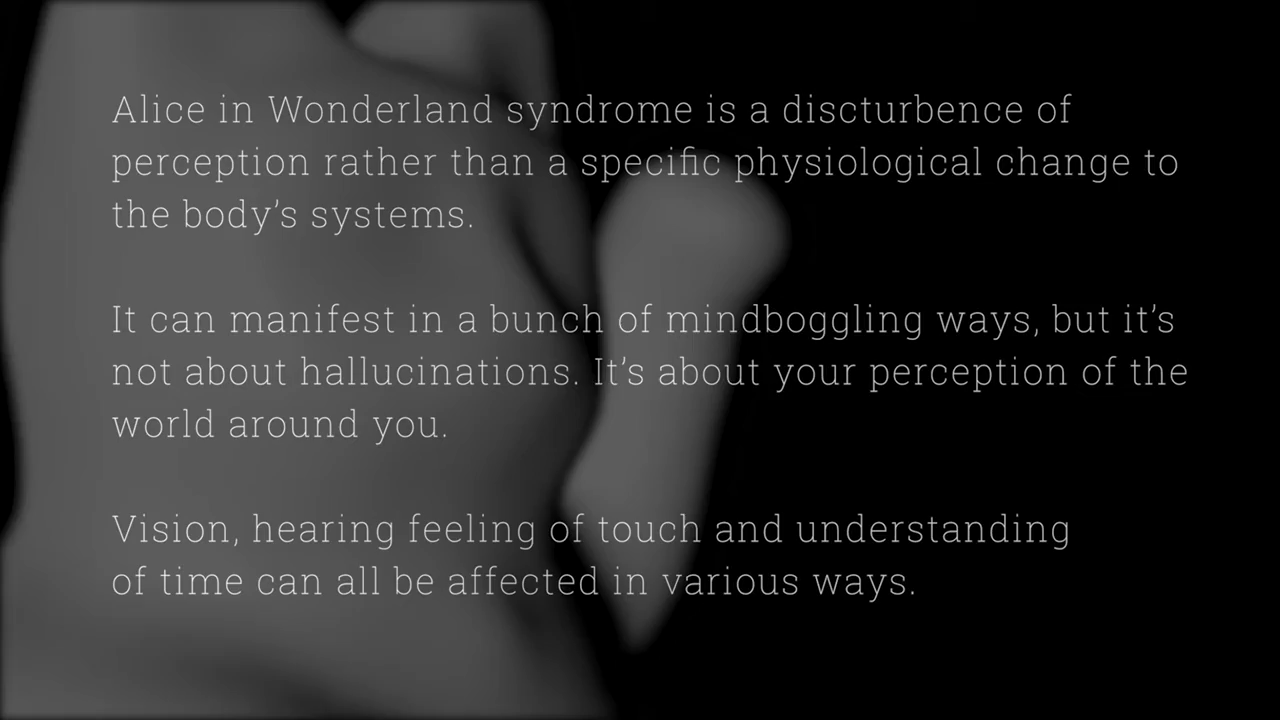 Alice in Wonderland syndrome is a discturbence of
perception rather than a specific physiological change to
the body’s systems.
It can manifest in a bunch of mindboggling ways, but it’s
not about hallucinations. It’s about your perception of the
world around you.
Vision, hearing feeling of touch and understanding
of time can all be affected in various ways.